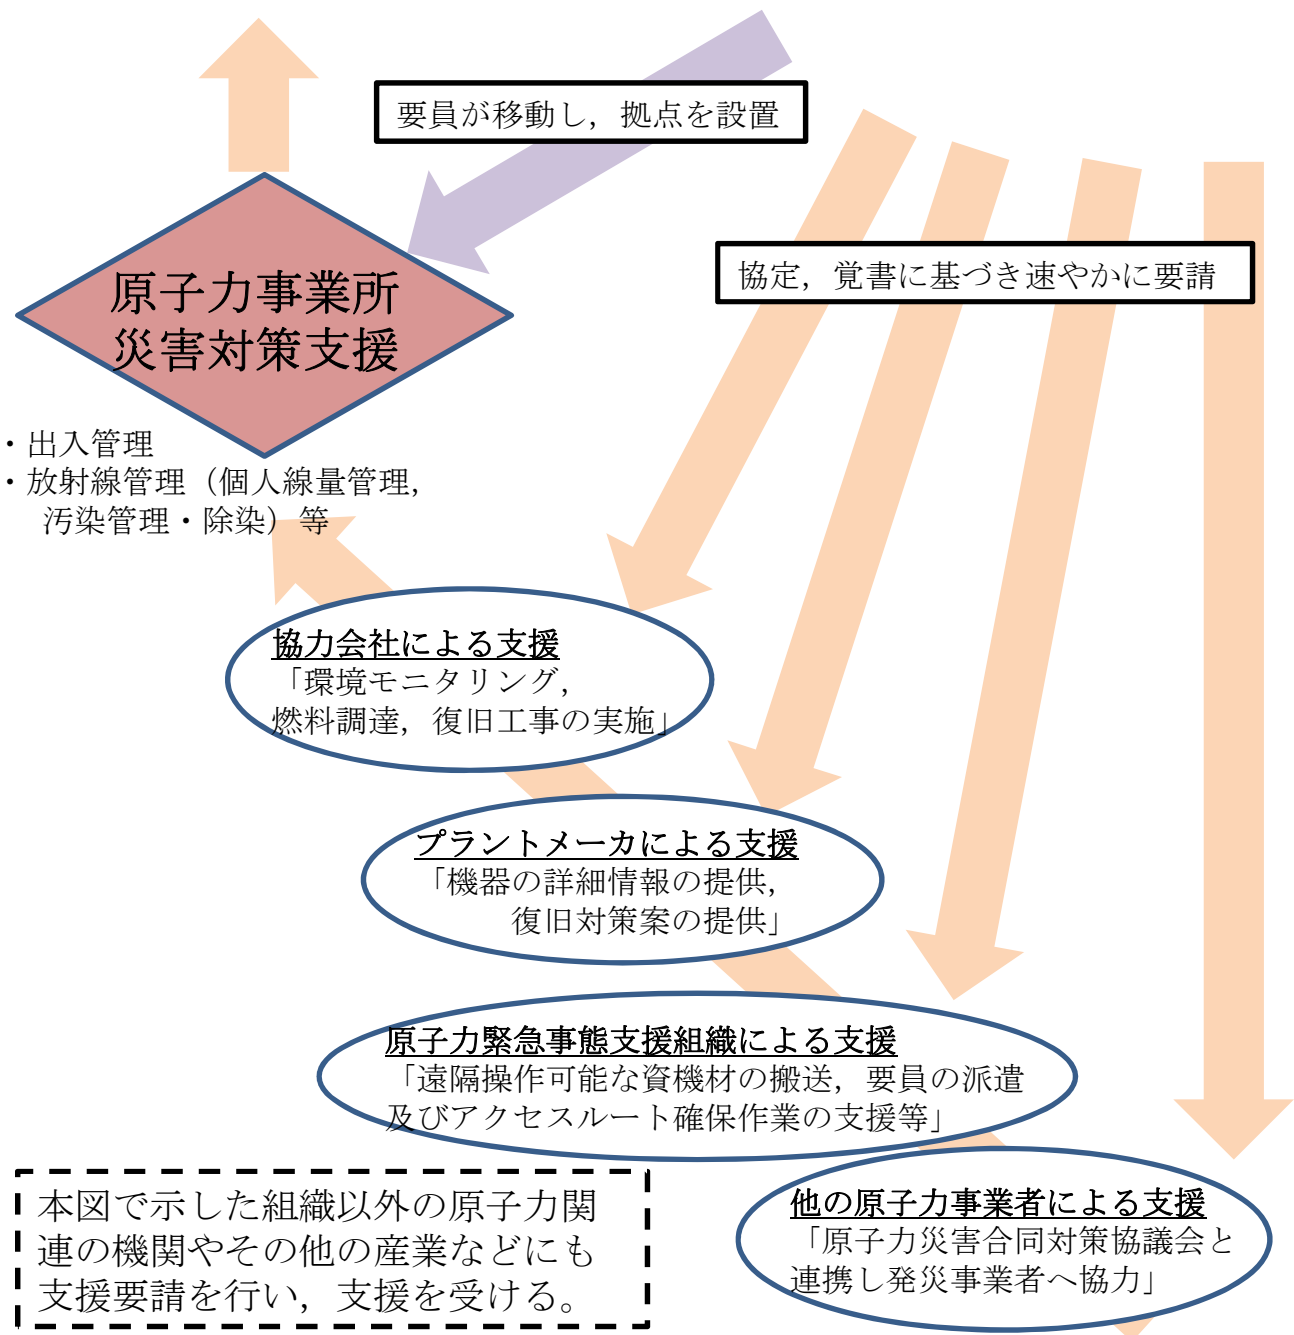 要員が移動し，拠点を設置
協定，覚書に基づき速やかに要請
原子力事業所
災害対策支援
・出入管理
・放射線管理（個人線量管理，
汚染管理・除染）等
協力会社による支援
「環境モニタリング，
燃料調達，復旧工事の実施」
プラントメーカによる支援
「機器の詳細情報の提供，
復旧対策案の提供」
原子力緊急事態支援組織による支援
「遠隔操作可能な資機材の搬送，要員の派遣
及びアクセスルート確保作業の支援等」
他の原子力事業者による支援
「原子力災害合同対策協議会と
連携し発災事業者へ協力」
本図で示した組織以外の原子力関
連の機関やその他の産業などにも
支援要請を行い，支援を受ける。